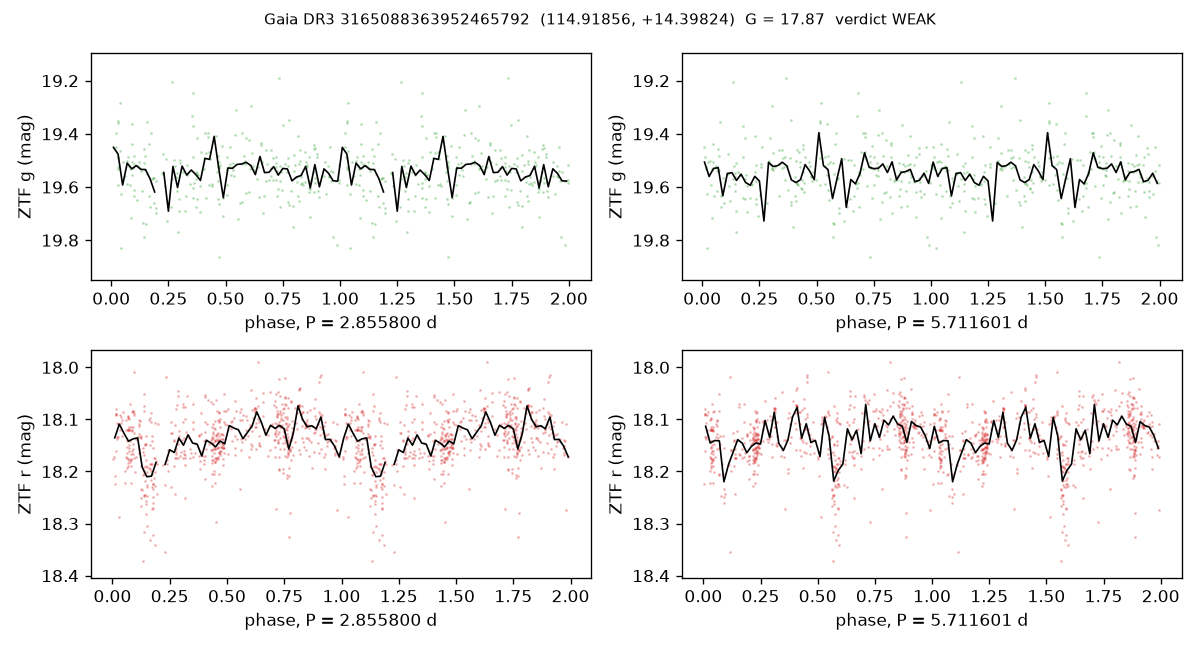 Gaia DR3 3165088363952465792  (114.91856, +14.39824)  G = 17.87  verdict WEAK
ZTF g (mag)
19.2
19.4
19.6
19.8
0.00 0.25 0.50 0.75 1.00 1.25 1.50 1.75 2.00
phase, P = 2.855800 d
ZTF g (mag)
19.2
19.4
19.6
19.8
0.00 0.25 0.50 0.75 1.00 1.25 1.50 1.75 2.00
phase, P = 5.711601 d
ZTF r (mag)
18.0
18.1
18.2
18.3
18.4
0.00 0.25 0.50 0.75 1.00 1.25 1.50 1.75 2.00
phase, P = 2.855800 d
ZTF r (mag)
18.0
18.1
18.2
18.3
18.4
0.00 0.25 0.50 0.75 1.00 1.25 1.50 1.75 2.00
phase, P = 5.711601 d